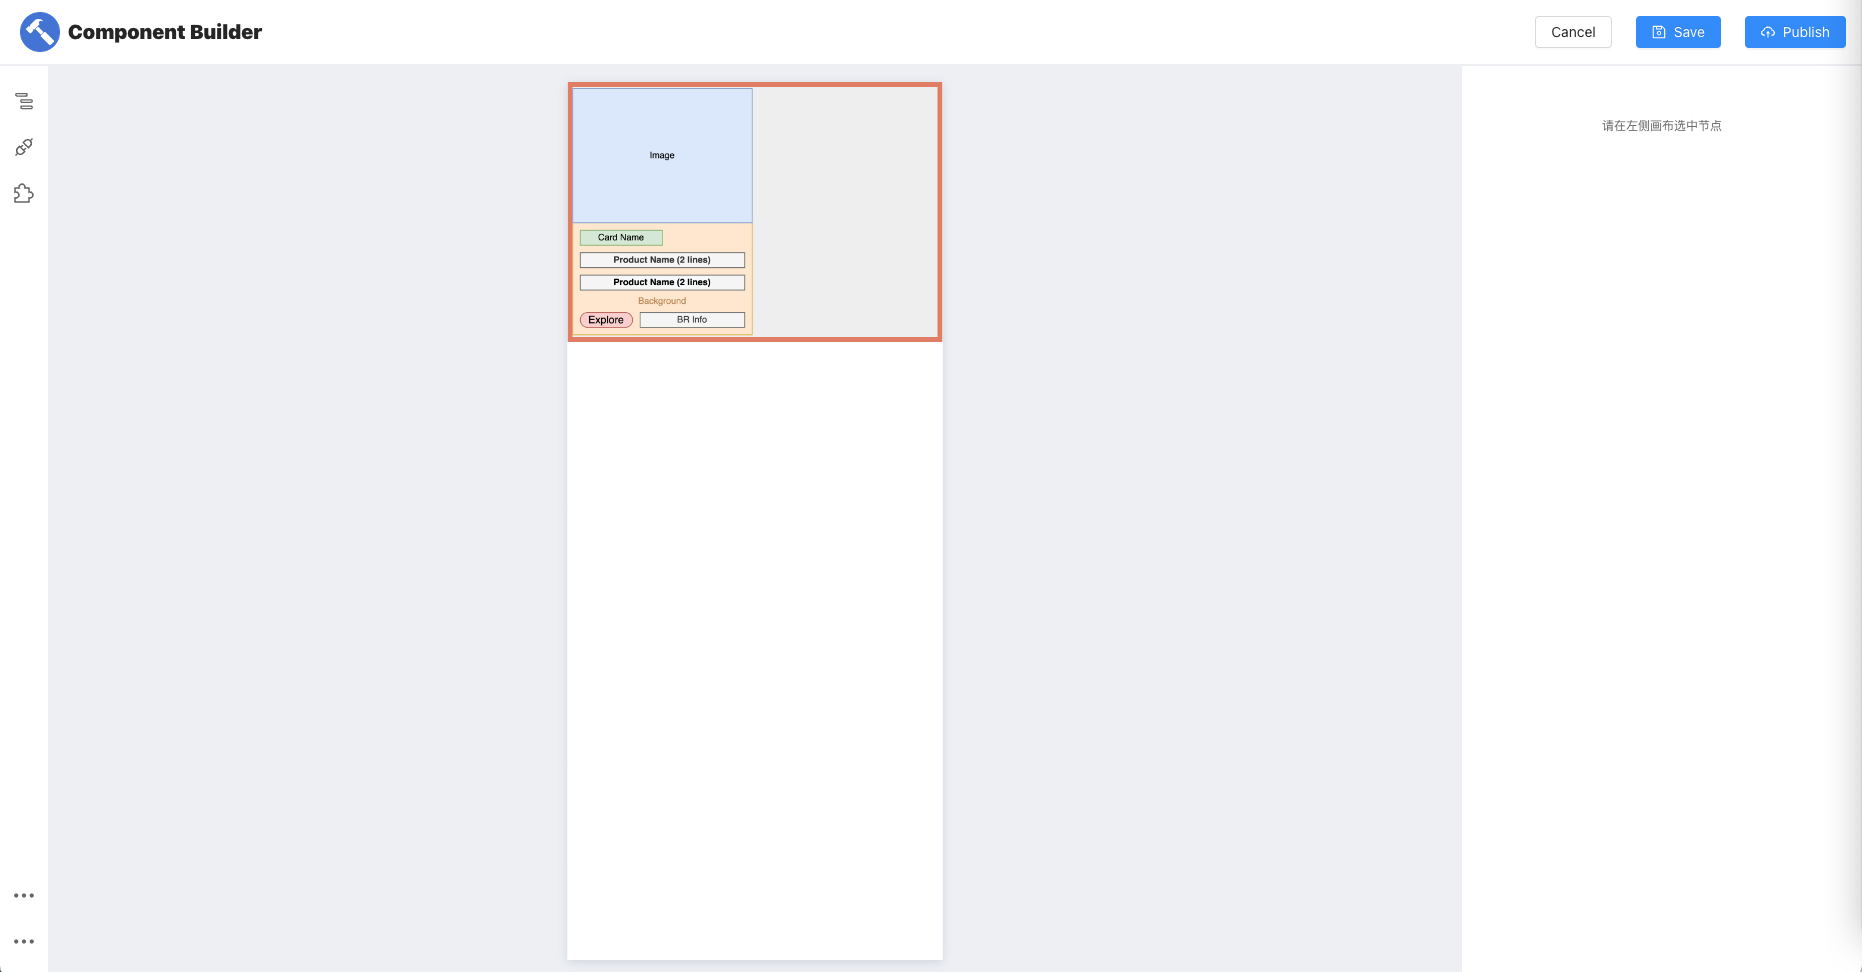 Component Builder
Cancel
Save
Publish
请在左侧画布选中节点
Image
Card Name
Product Name (2 lines)
Product Name (2 lines)
Background
Explore
BR Info